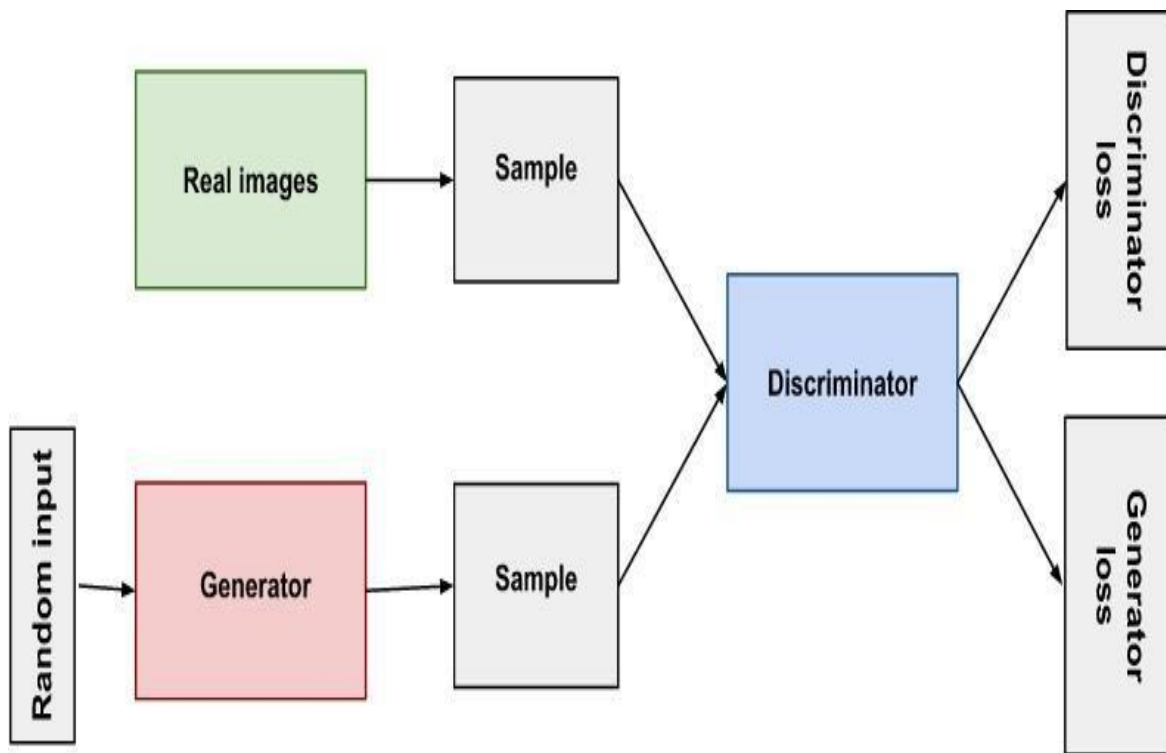 Real images
Sample
Discriminator
loss
Discriminator
Random input
Generator
Sample
Generator
loss